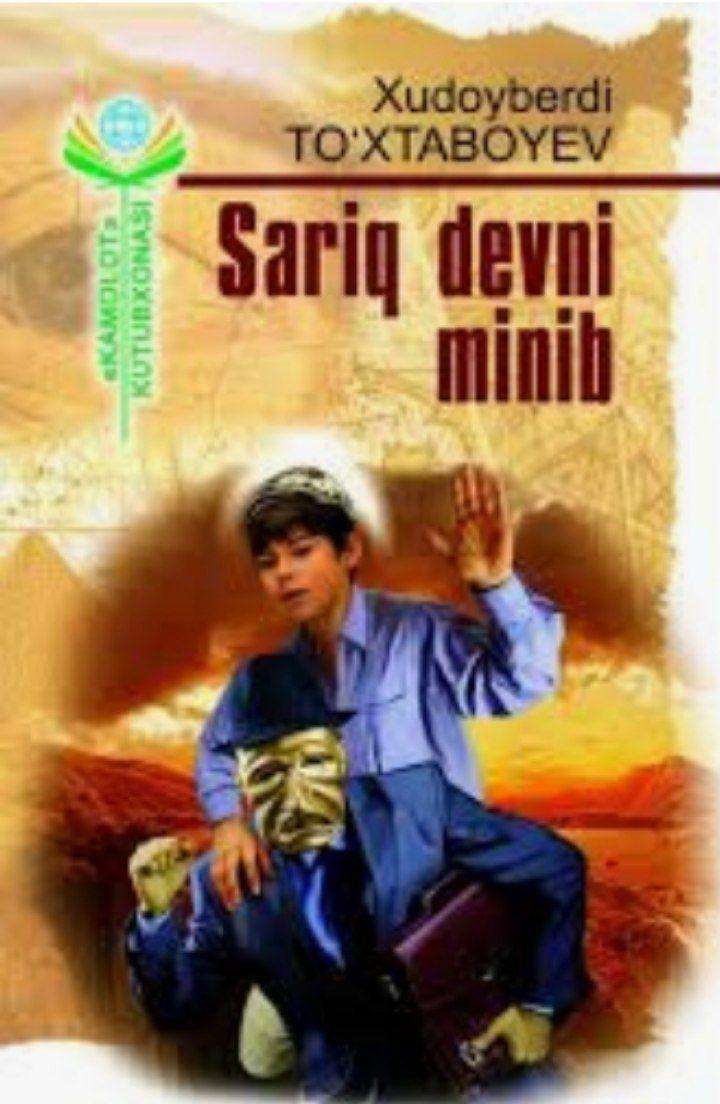 Xudoyberdi
TO‘XTABOYEV
Sariq devni
minib
«KAMOLOT»
KUTUBXONASI